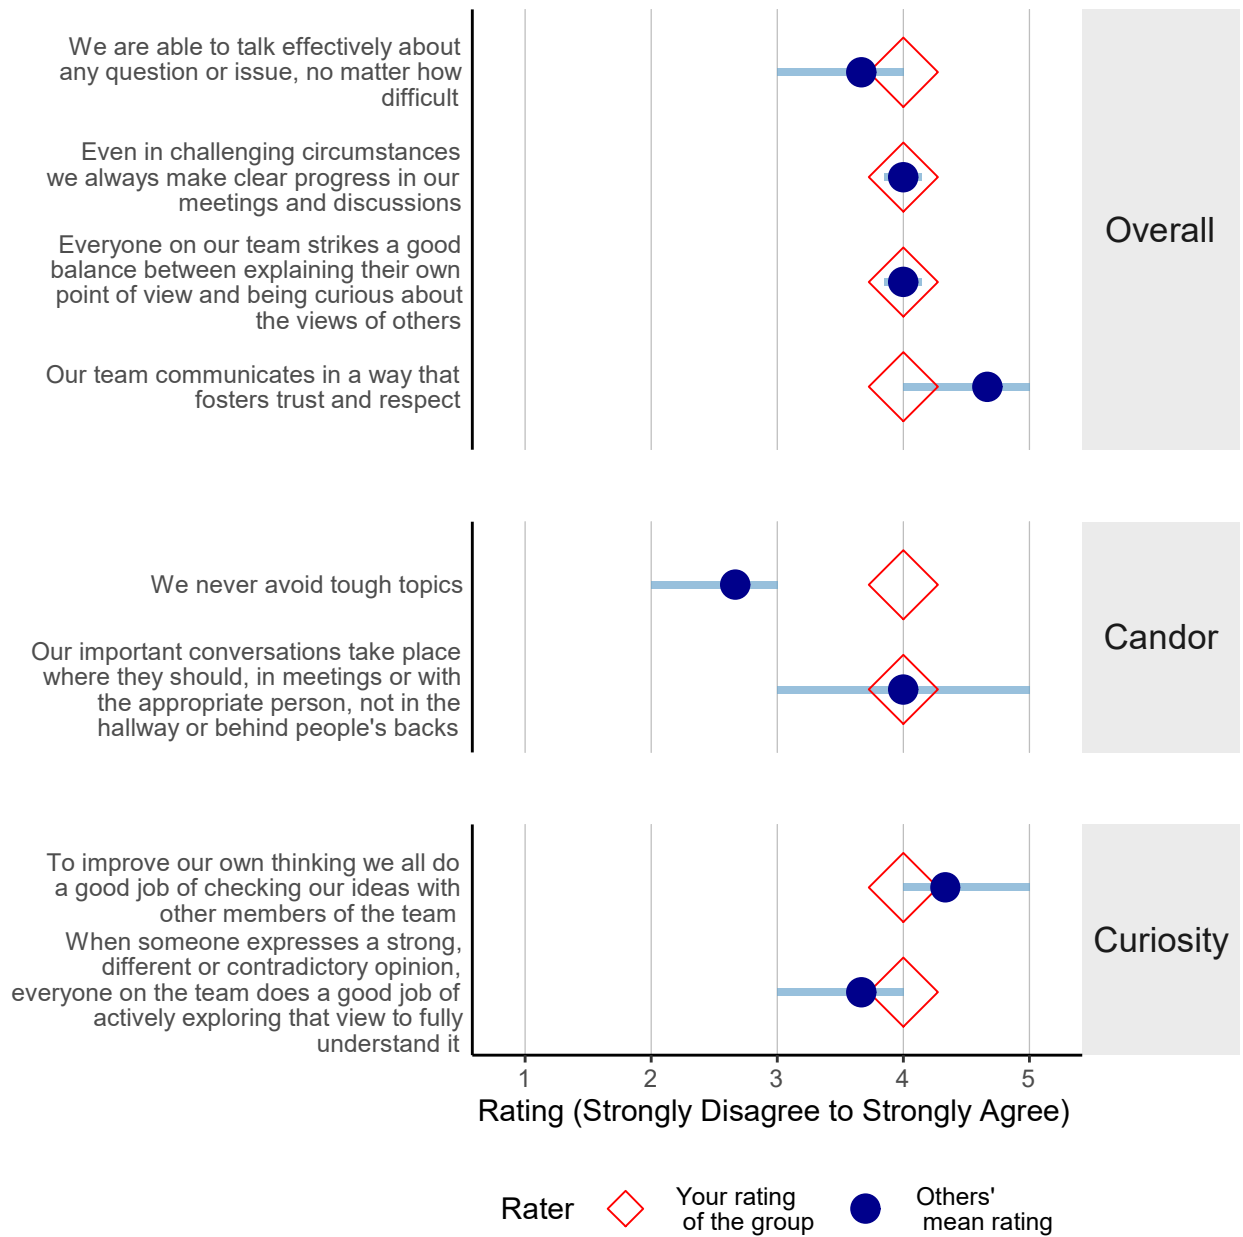 We are able to talk effectively about
any question or issue, no matter how
difficult
Even in challenging circumstances
we always make clear progress in our
meetings and discussions
Everyone on our team strikes a good
balance between explaining their own
point of view and being curious about
the views of others
Our team communicates in a way that
fosters trust and respect
Overall
We never avoid tough topics
Our important conversations take place
where they should, in meetings or with
the appropriate person, not in the
hallway or behind people's backs
Candor
To improve our own thinking we all do
a good job of checking our ideas with
other members of the team
When someone expresses a strong,
different or contradictory opinion,
everyone on the team does a good job of
actively exploring that view to fully
understand it
Curiosity
1 2 3 4 5
Rating (Strongly Disagree to Strongly Agree)
Rater
Your rating
of the group
Others'
mean rating